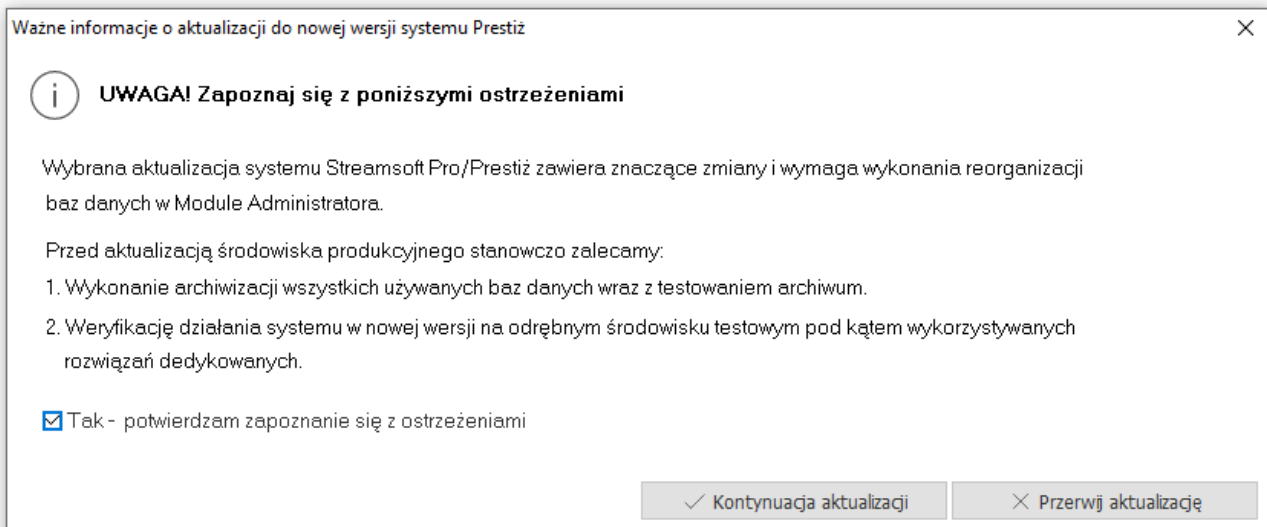 Ważne informacje o aktualizacji do nowej wersji systemu Prestiż
UWAGA! Zapoznaj się z poniższymi ostrzeżeniami
Wybrana aktualizacja systemu Streamsoft Pro/Prestiż zawiera znaczące zmiany i wymaga wykonania reorganizacji
baz danych w Module Administratora.
Przed aktualizacją środowiska produkcyjnego stanowczo zalecamy:
1. Wykonanie archiwizacji wszystkich używanych baz danych wraz z testowaniem archiwum.
2. Weryfikację działania systemu w nowej wersji na odrębnym środowisku testowym pod kątem wykorzystywanych
rozwiązań dedykowanych.
Tak - potwierdzam zapoznanie się z ostrzeżeniami
Kontynuacja aktualizacji
Przerwij aktualizację